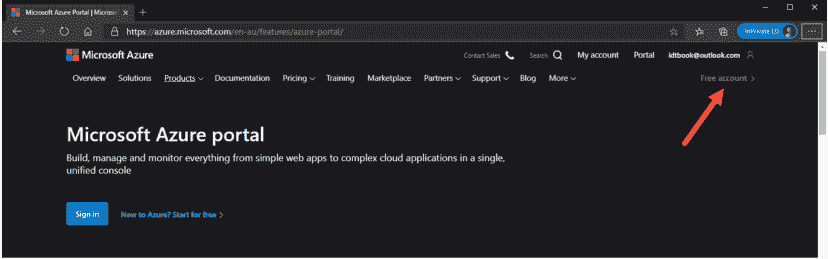 Microsoft Azure Portal | Microsof
https://azure.microsoft.com/en-au/features/azure-portal/
InPrivate (3)
Microsoft Azure
Contact Sales Search My account Portal idtbook@outlook.com
Overview Solutions Products Documentation Pricing Training Marketplace Partners Support Blog More Free account
Microsoft Azure portal
Build, manage and monitor everything from simple web apps to complex cloud applications in a single,
unified console
Sign in New to Azure? Start for free